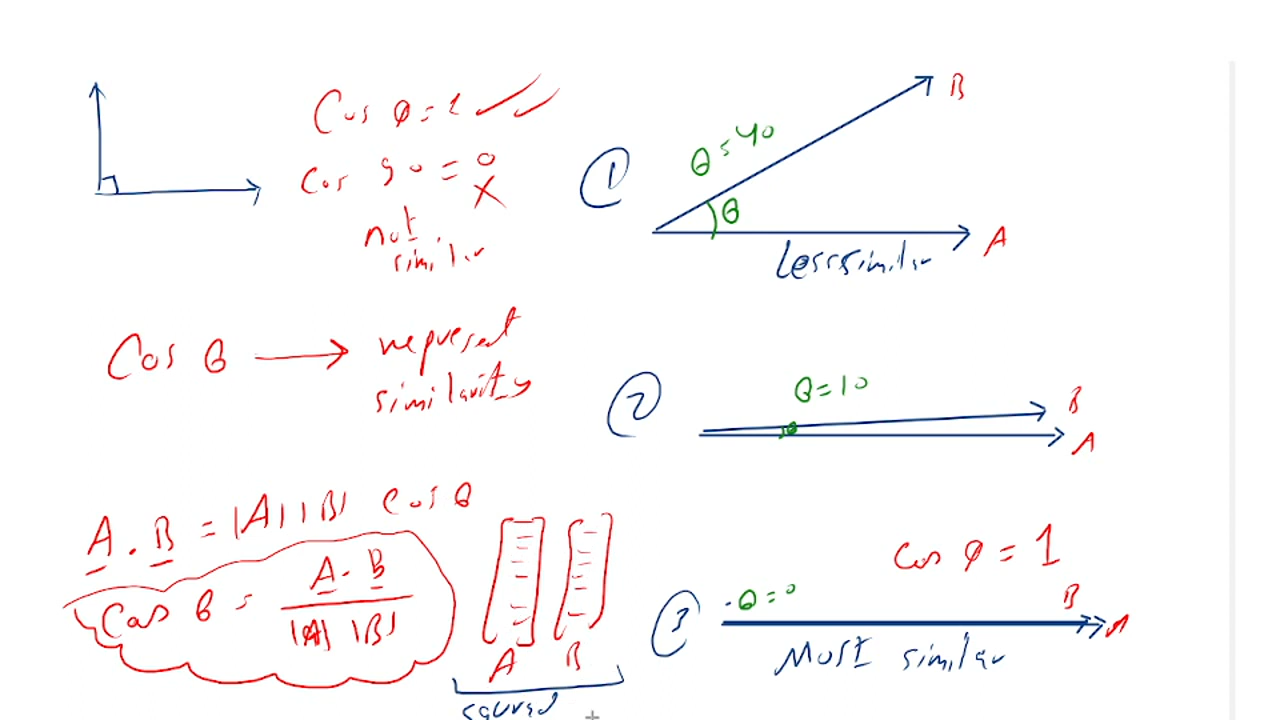 Cos 0 = 1
Cos 90 = 0
X
not
similar
Cos θ → represent
similarity
A . B = |A| |B| cos θ
Cos θ = A . B / |A| |B|
A B
1
θ = 40
θ
B
A
Less similar
2
θ = 10
θ
B
A
Cos 0 = 1
3
θ = 0
B
A
Most similar